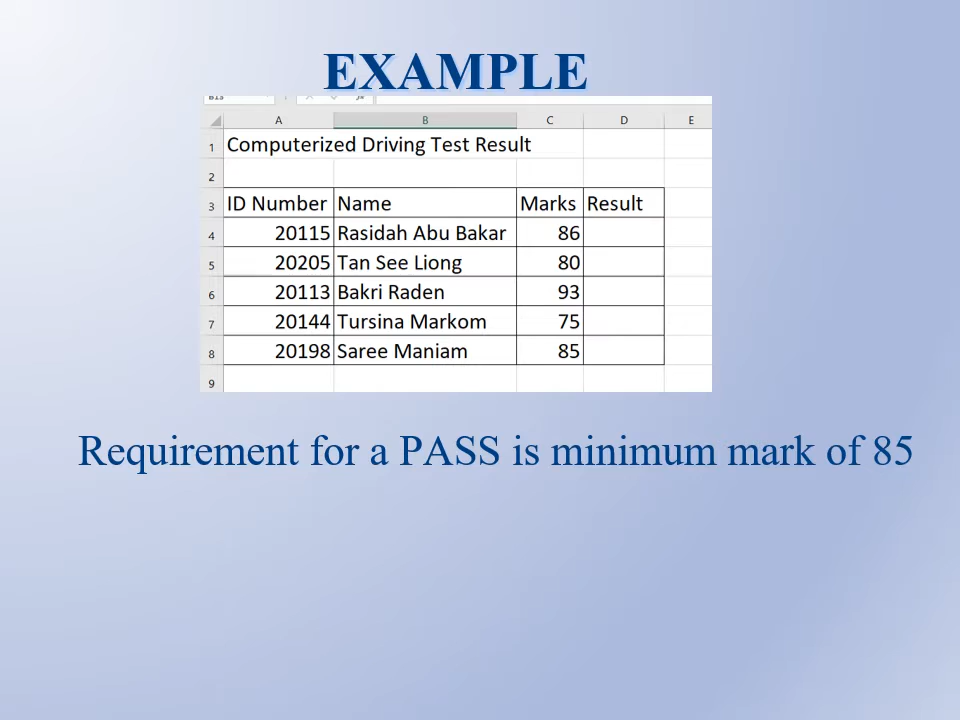 EXAMPLE
A B C D E
1 Computerized Driving Test Result
2
3 ID Number Name Marks Result
4 20115 Rasidah Abu Bakar 86
5 20205 Tan See Liong 80
6 20113 Bakri Raden 93
7 20144 Tursina Markom 75
8 20198 Saree Maniam 85
9
Requirement for a PASS is minimum mark of 85